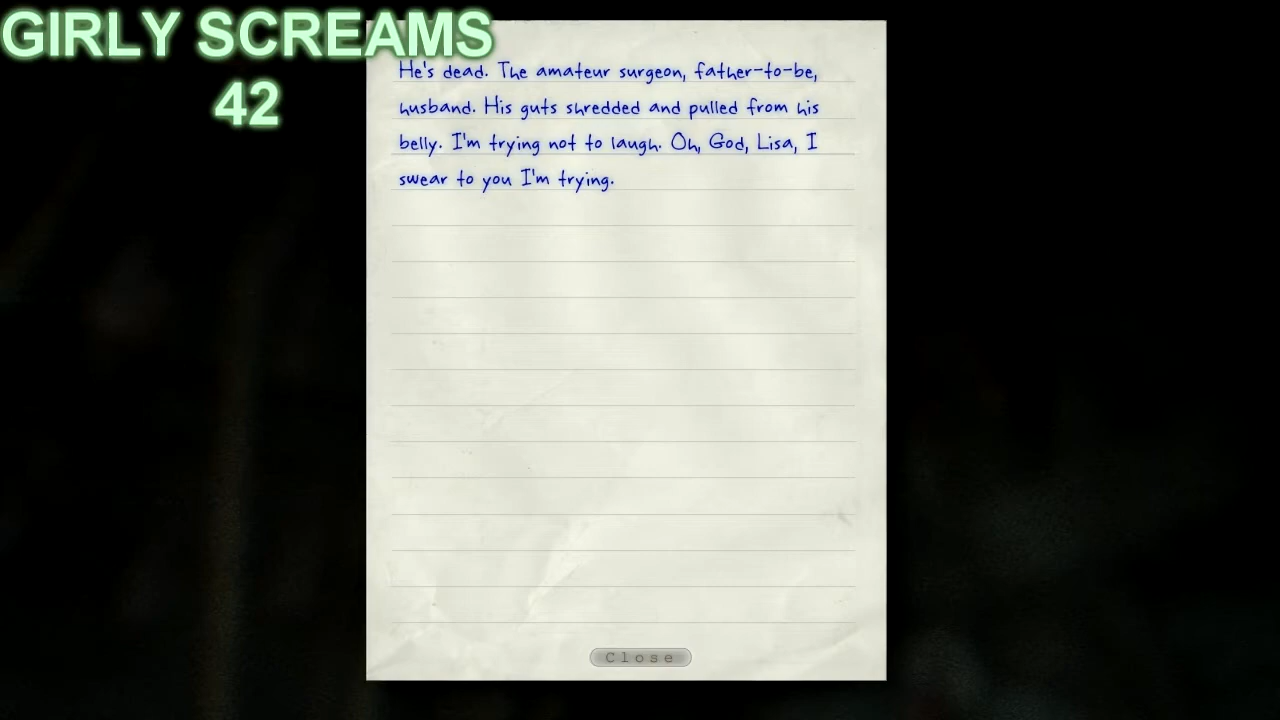 GIRLY SCREAMS
42
He's dead. The amateur surgeon, father-to-be,
husband. His guts shredded and pulled from his
belly. I'm trying not to laugh. Oh, God, Lisa, I
swear to you I'm trying.
Close